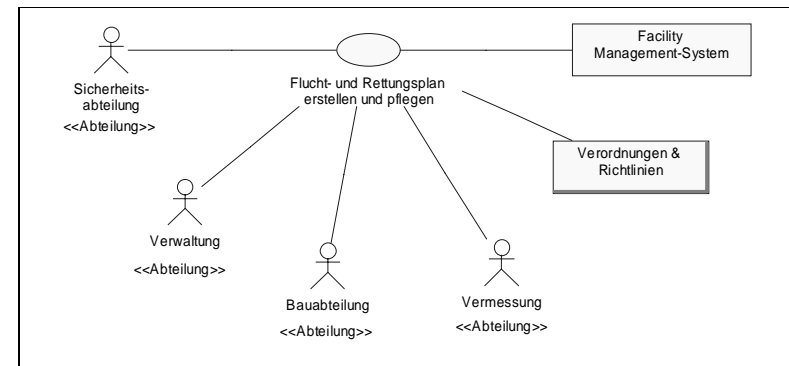 Facility
Management-System
Sicherheits-
abteilung
<<Abteilung>>
Flucht- und Rettungsplan
erstellen und pflegen
Verordnungen &
Richtlinien
Verwaltung
<<Abteilung>>
Bauabteilung
<<Abteilung>>
Vermessung
<<Abteilung>>